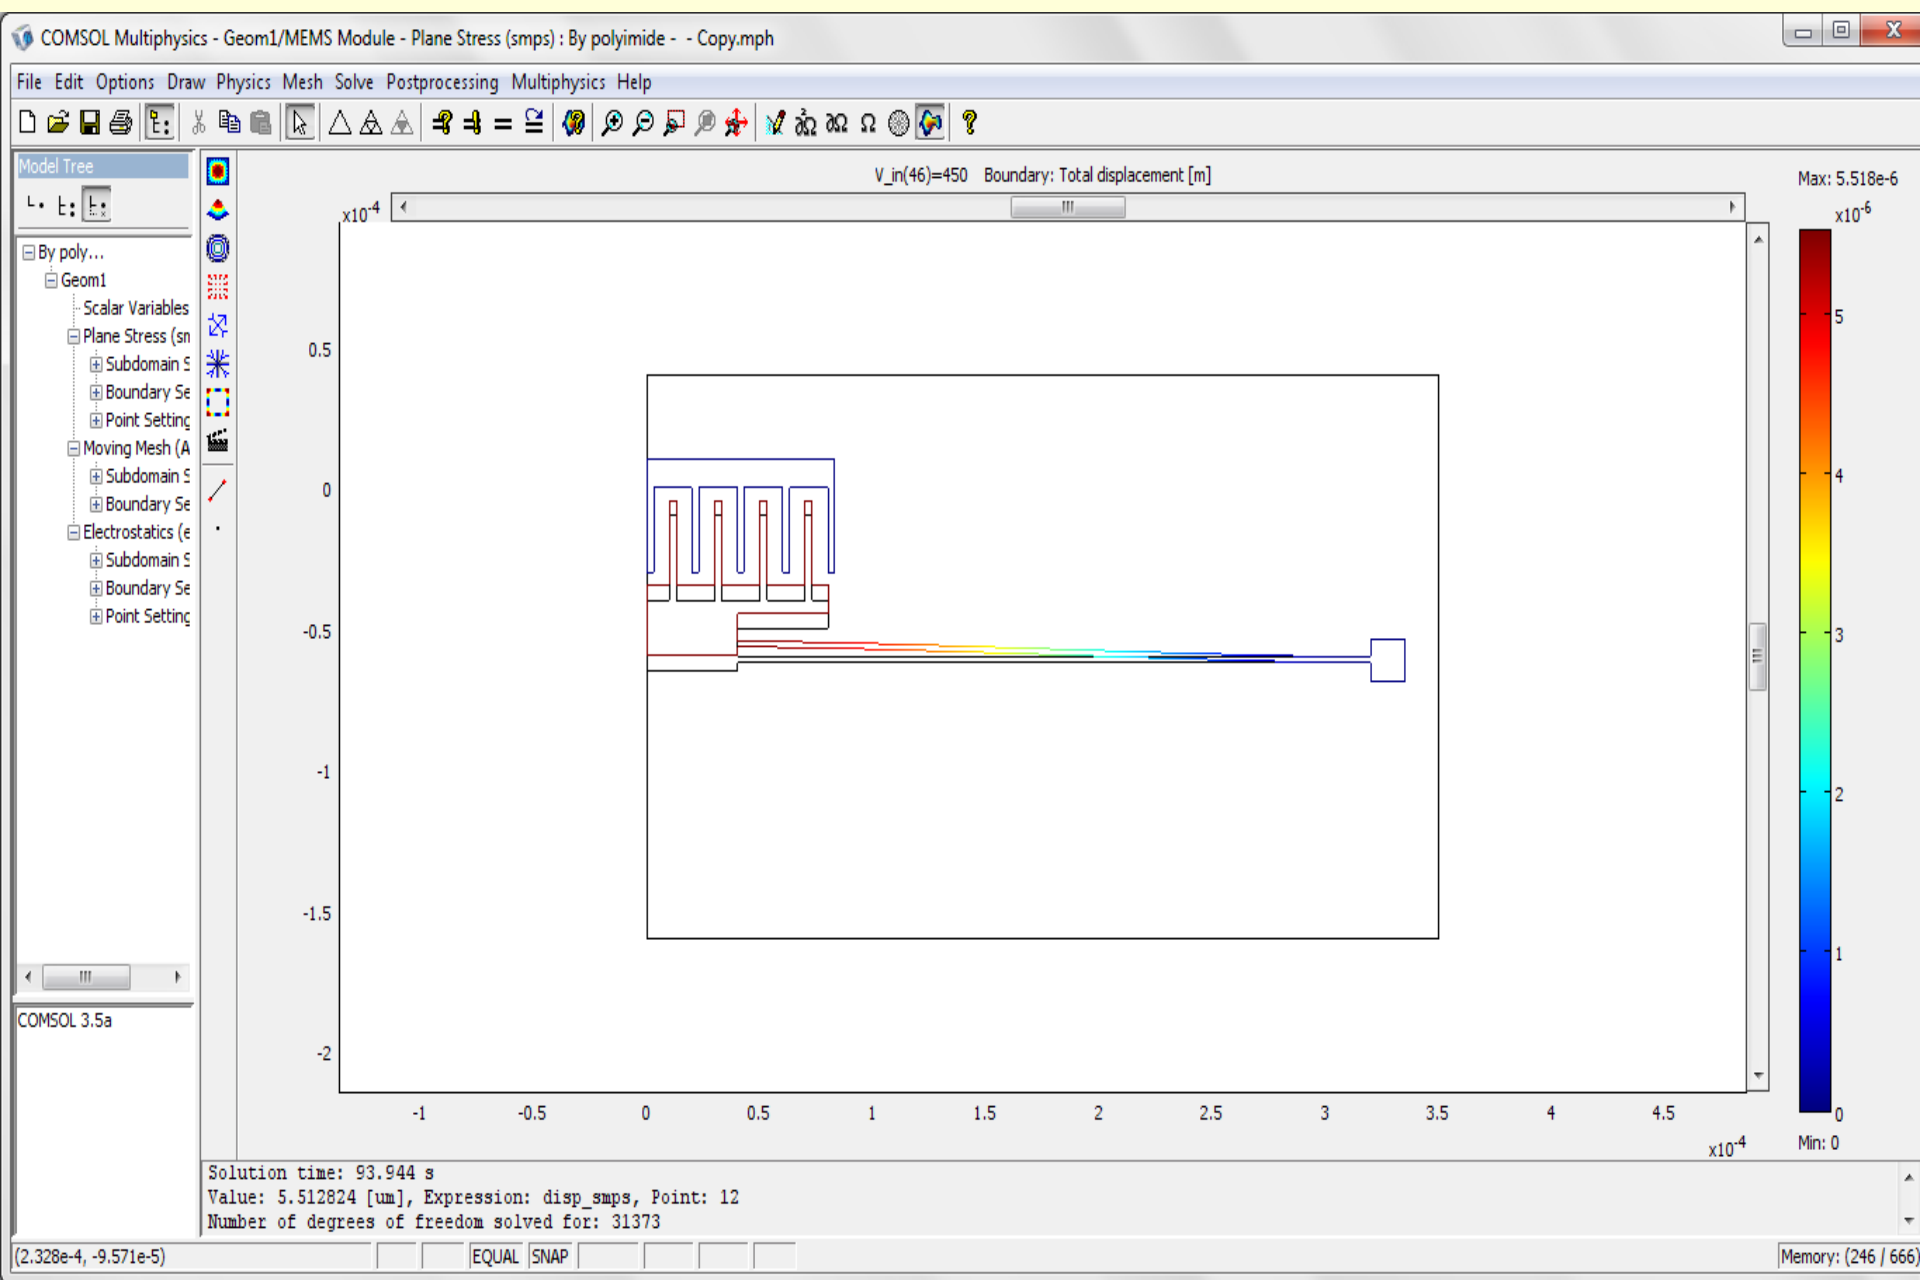 COMSOL Multiphysics - Geom1/MEMS Module - Plane Stress (smps) : By polyimide - - Copy.mph
File Edit Options Draw Physics Mesh Solve Postprocessing Multiphysics Help
Model Tree
By poly...
Geom1
Scalar Variables
Plane Stress (sn
Subdomain S
Boundary Se
Point Setting
Moving Mesh (A
Subdomain S
Boundary Se
Electrostatics (e
Subdomain S
Boundary Se
Point Setting
COMSOL 3.5a
V_in(46)=450 Boundary: Total displacement [m]
x10-4
0.5
0
-0.5
-1
-1.5
-2
-1 -0.5 0 0.5 1 1.5 2 2.5 3 3.5 4 4.5
x10-4
Max: 5.518e-6
x10-6
5
4
3
2
1
0
Min: 0
Solution time: 93.944 s
Value: 5.512824 [um], Expression: disp_smps, Point: 12
Number of degrees of freedom solved for: 31373
(2.328e-4, -9.571e-5) EQUAL SNAP Memory: (246 / 666)